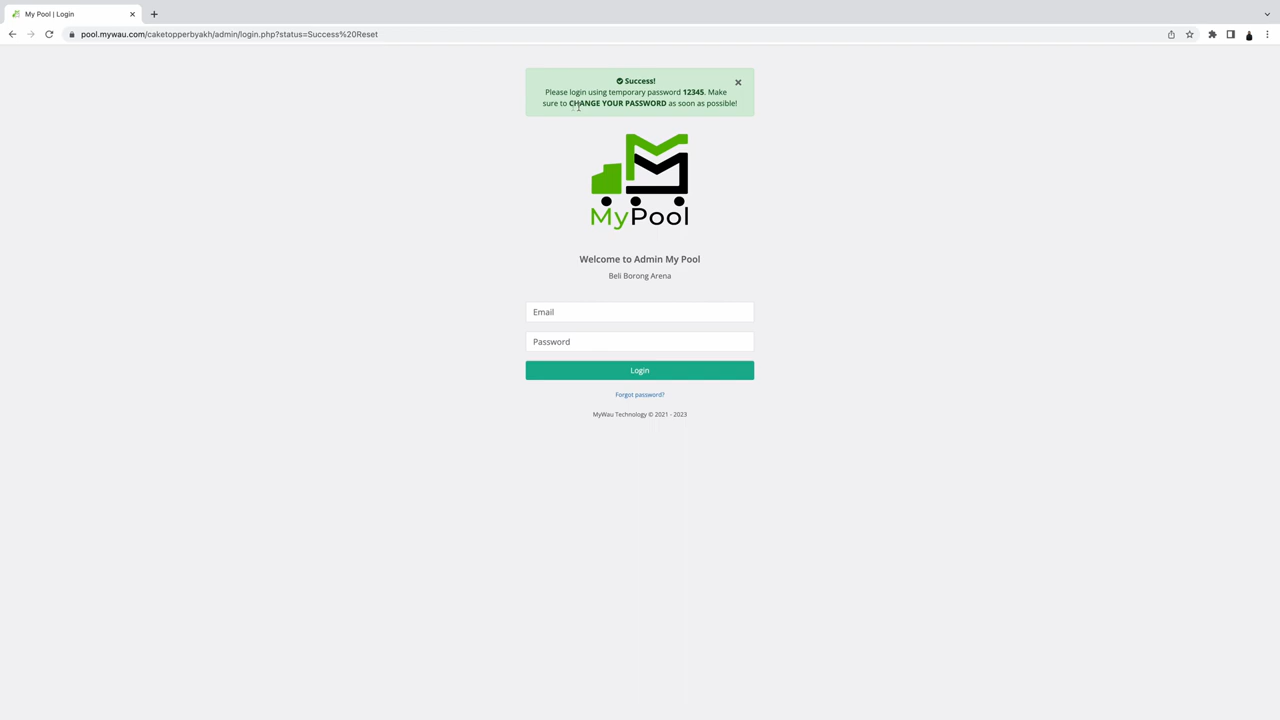 My Pool | Login
pool.mywau.com/caketopperbyakh/admin/login.php?status=Success%20Reset
Success!
Please login using temporary password 12345. Make
sure to CHANGE YOUR PASSWORD as soon as possible!
MyPool
Welcome to Admin My Pool
Beli Borong Arena
Email
Password
Login
Forgot password?
MyWau Technology © 2021 - 2023